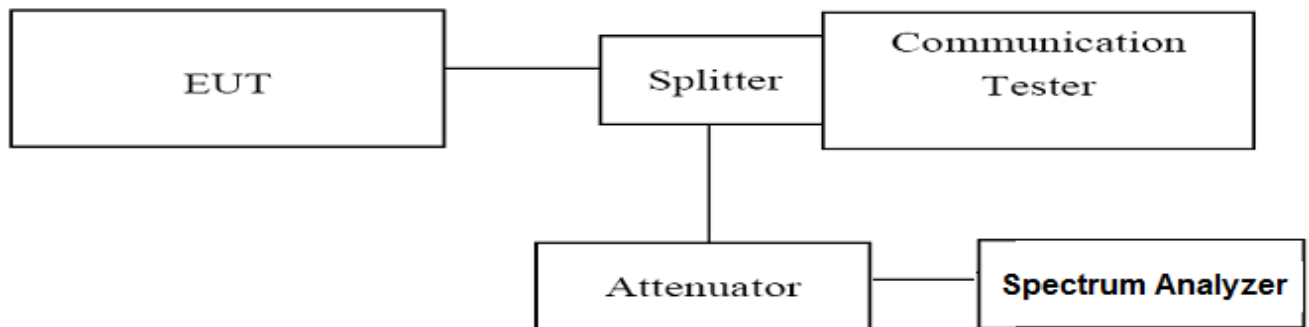 EUT
Splitter
Communication
Tester
Attenuator
Spectrum Analyzer